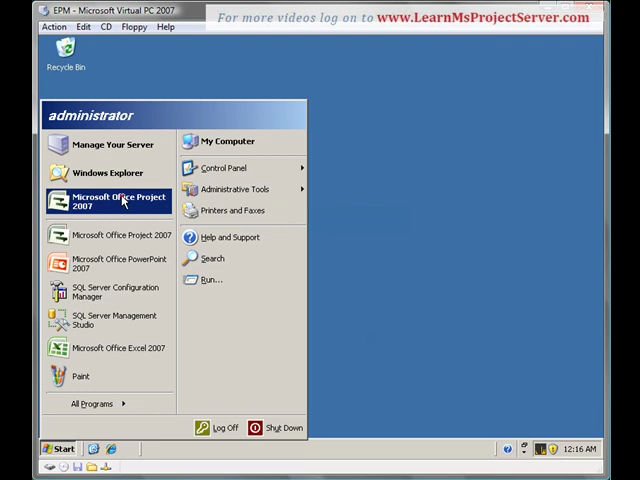 EPM - Microsoft Virtual PC 2007
For more videos log on to www.LearnMsProjectServer.com
Action Edit CD Floppy Help
Recycle Bin
administrator
Manage Your Server
Windows Explorer
Microsoft Office Project
2007
Microsoft Office Project 2007
Microsoft Office PowerPoint
2007
SQL Server Configuration
Manager
SQL Server Management
Studio
Microsoft Office Excel 2007
Paint
All Programs
My Computer
Control Panel
Administrative Tools
Printers and Faxes
Help and Support
Search
Run...
Log Off Shut Down
Start
12:16 AM